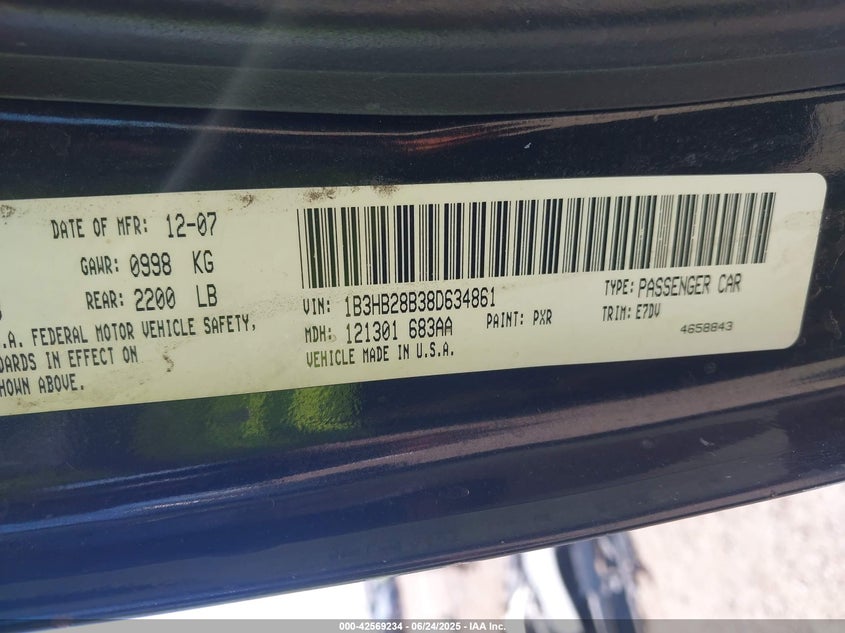 DATE OF MFR: 12-07
GAWR: 0998 KG
REAR: 2200 LB
.A. FEDERAL MOTOR VEHICLE SAFETY,
DARDS IN EFFECT ON
SHOWN ABOVE.
VIN: 1B3HB28B38D634861
TYPE: PASSENGER CAR
MDH: 121301 683AA
PAINT: PXR
TRIM: E7DV
VEHICLE MADE IN U.S.A.
4658843
000-42569234 - 06/24/2025 - IAA Inc.